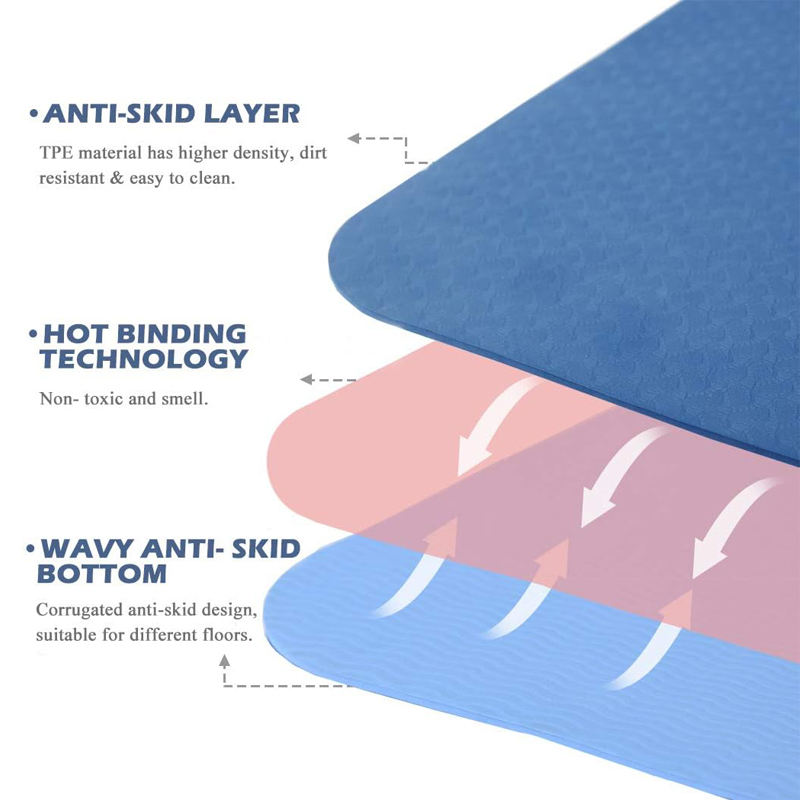 • ANTI-SKID LAYER
TPE material has higher density, dirt
resistant & easy to clean.
• HOT BINDING
TECHNOLOGY
Non- toxic and smell.
• WAVY ANTI- SKID
BOTTOM
Corrugated anti-skid design,
suitable for different floors.